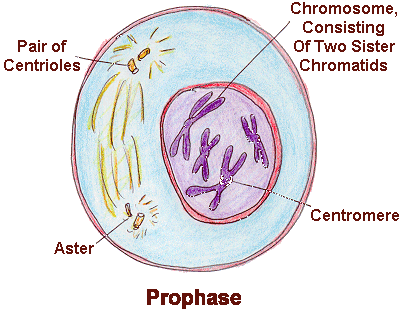 Chromosome,
Consisting
Of Two Sister
Chromatids
Pair of
Centrioles
Centromere
Aster
Prophase